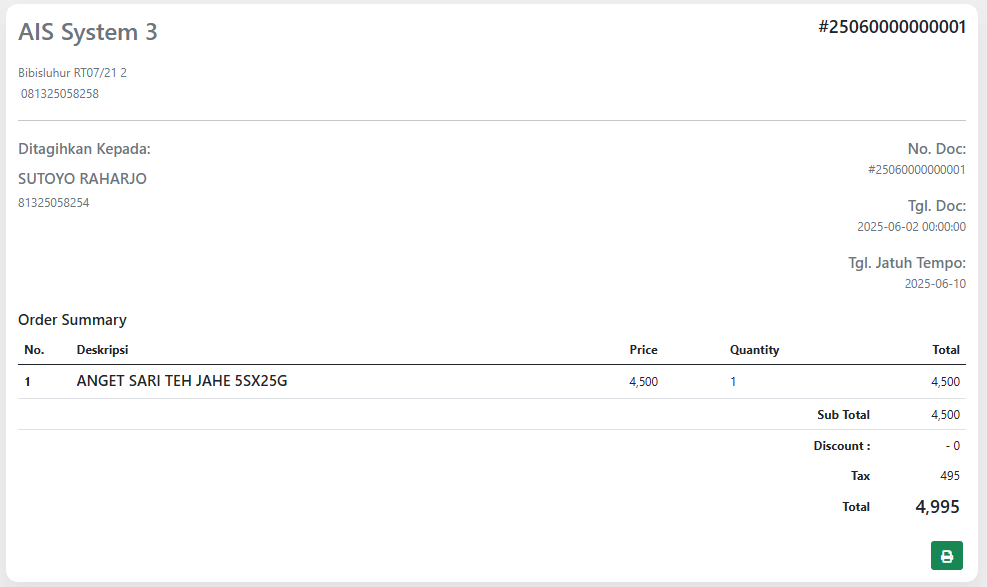 AIS System 3
#25060000000001
Bibisluhur RT07/21 2
081325058258
Ditagihkan Kepada:
SUTOYO RAHARJO
81325058254
No. Doc:
#25060000000001
Tgl. Doc:
2025-06-02 00:00:00
Tgl. Jatuh Tempo:
2025-06-10
Order Summary
No. Deskripsi Price Quantity Total
1 ANGET SARI TEH JAHE 5SX25G 4,500 1 4,500
Sub Total 4,500
Discount : - 0
Tax 495
Total 4,995